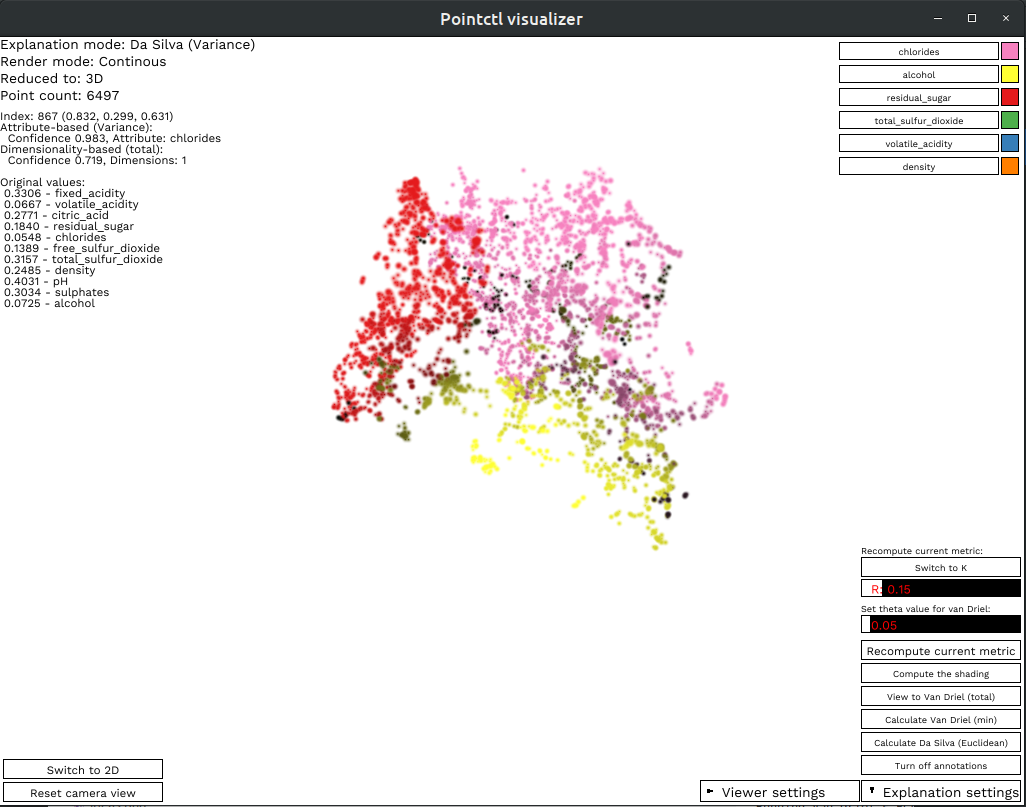 Pointctl visualizer
Explanation mode: Da Silva (Variance)
Render mode: Continous
Reduced to: 3D
Point count: 6497
Index: 867 (0.832, 0.299, 0.631)
Attribute-based (Variance):
Confidence 0.983, Attribute: chlorides
Dimensionality-based (total):
Confidence 0.719, Dimensions: 1
Original values:
0.3306 - fixed_acidity
0.0667 - volatile_acidity
0.2771 - citric_acid
0.1840 - residual_sugar
0.0548 - chlorides
0.1389 - free_sulfur_dioxide
0.3157 - total_sulfur_dioxide
0.2485 - density
0.4031 - pH
0.3034 - sulphates
0.0725 - alcohol
chlorides
alcohol
residual_sugar
total_sulfur_dioxide
volatile_acidity
density
Recompute current metric:
Switch to K
R: 0.15
Set theta value for van Driel:
0.05
Recompute current metric
Compute the shading
View to Van Driel (total)
Calculate Van Driel (min)
Calculate Da Silva (Euclidean)
Turn off annotations
Switch to 2D
Reset camera view
Viewer settings
Explanation settings